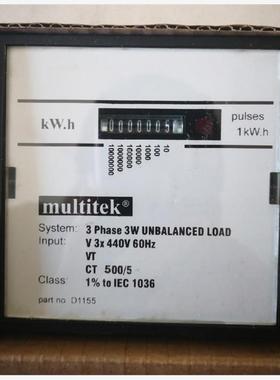 kW.h
0000005
pulses
1kW.h
10000000
1000000
100000
10000
1000
100
10
multitek®
System: 3 Phase 3W UNBALANCED LOAD
Input: V 3x 440V 60Hz
VT
CT 500/5
Class: 1% to IEC 1036
part no D1155